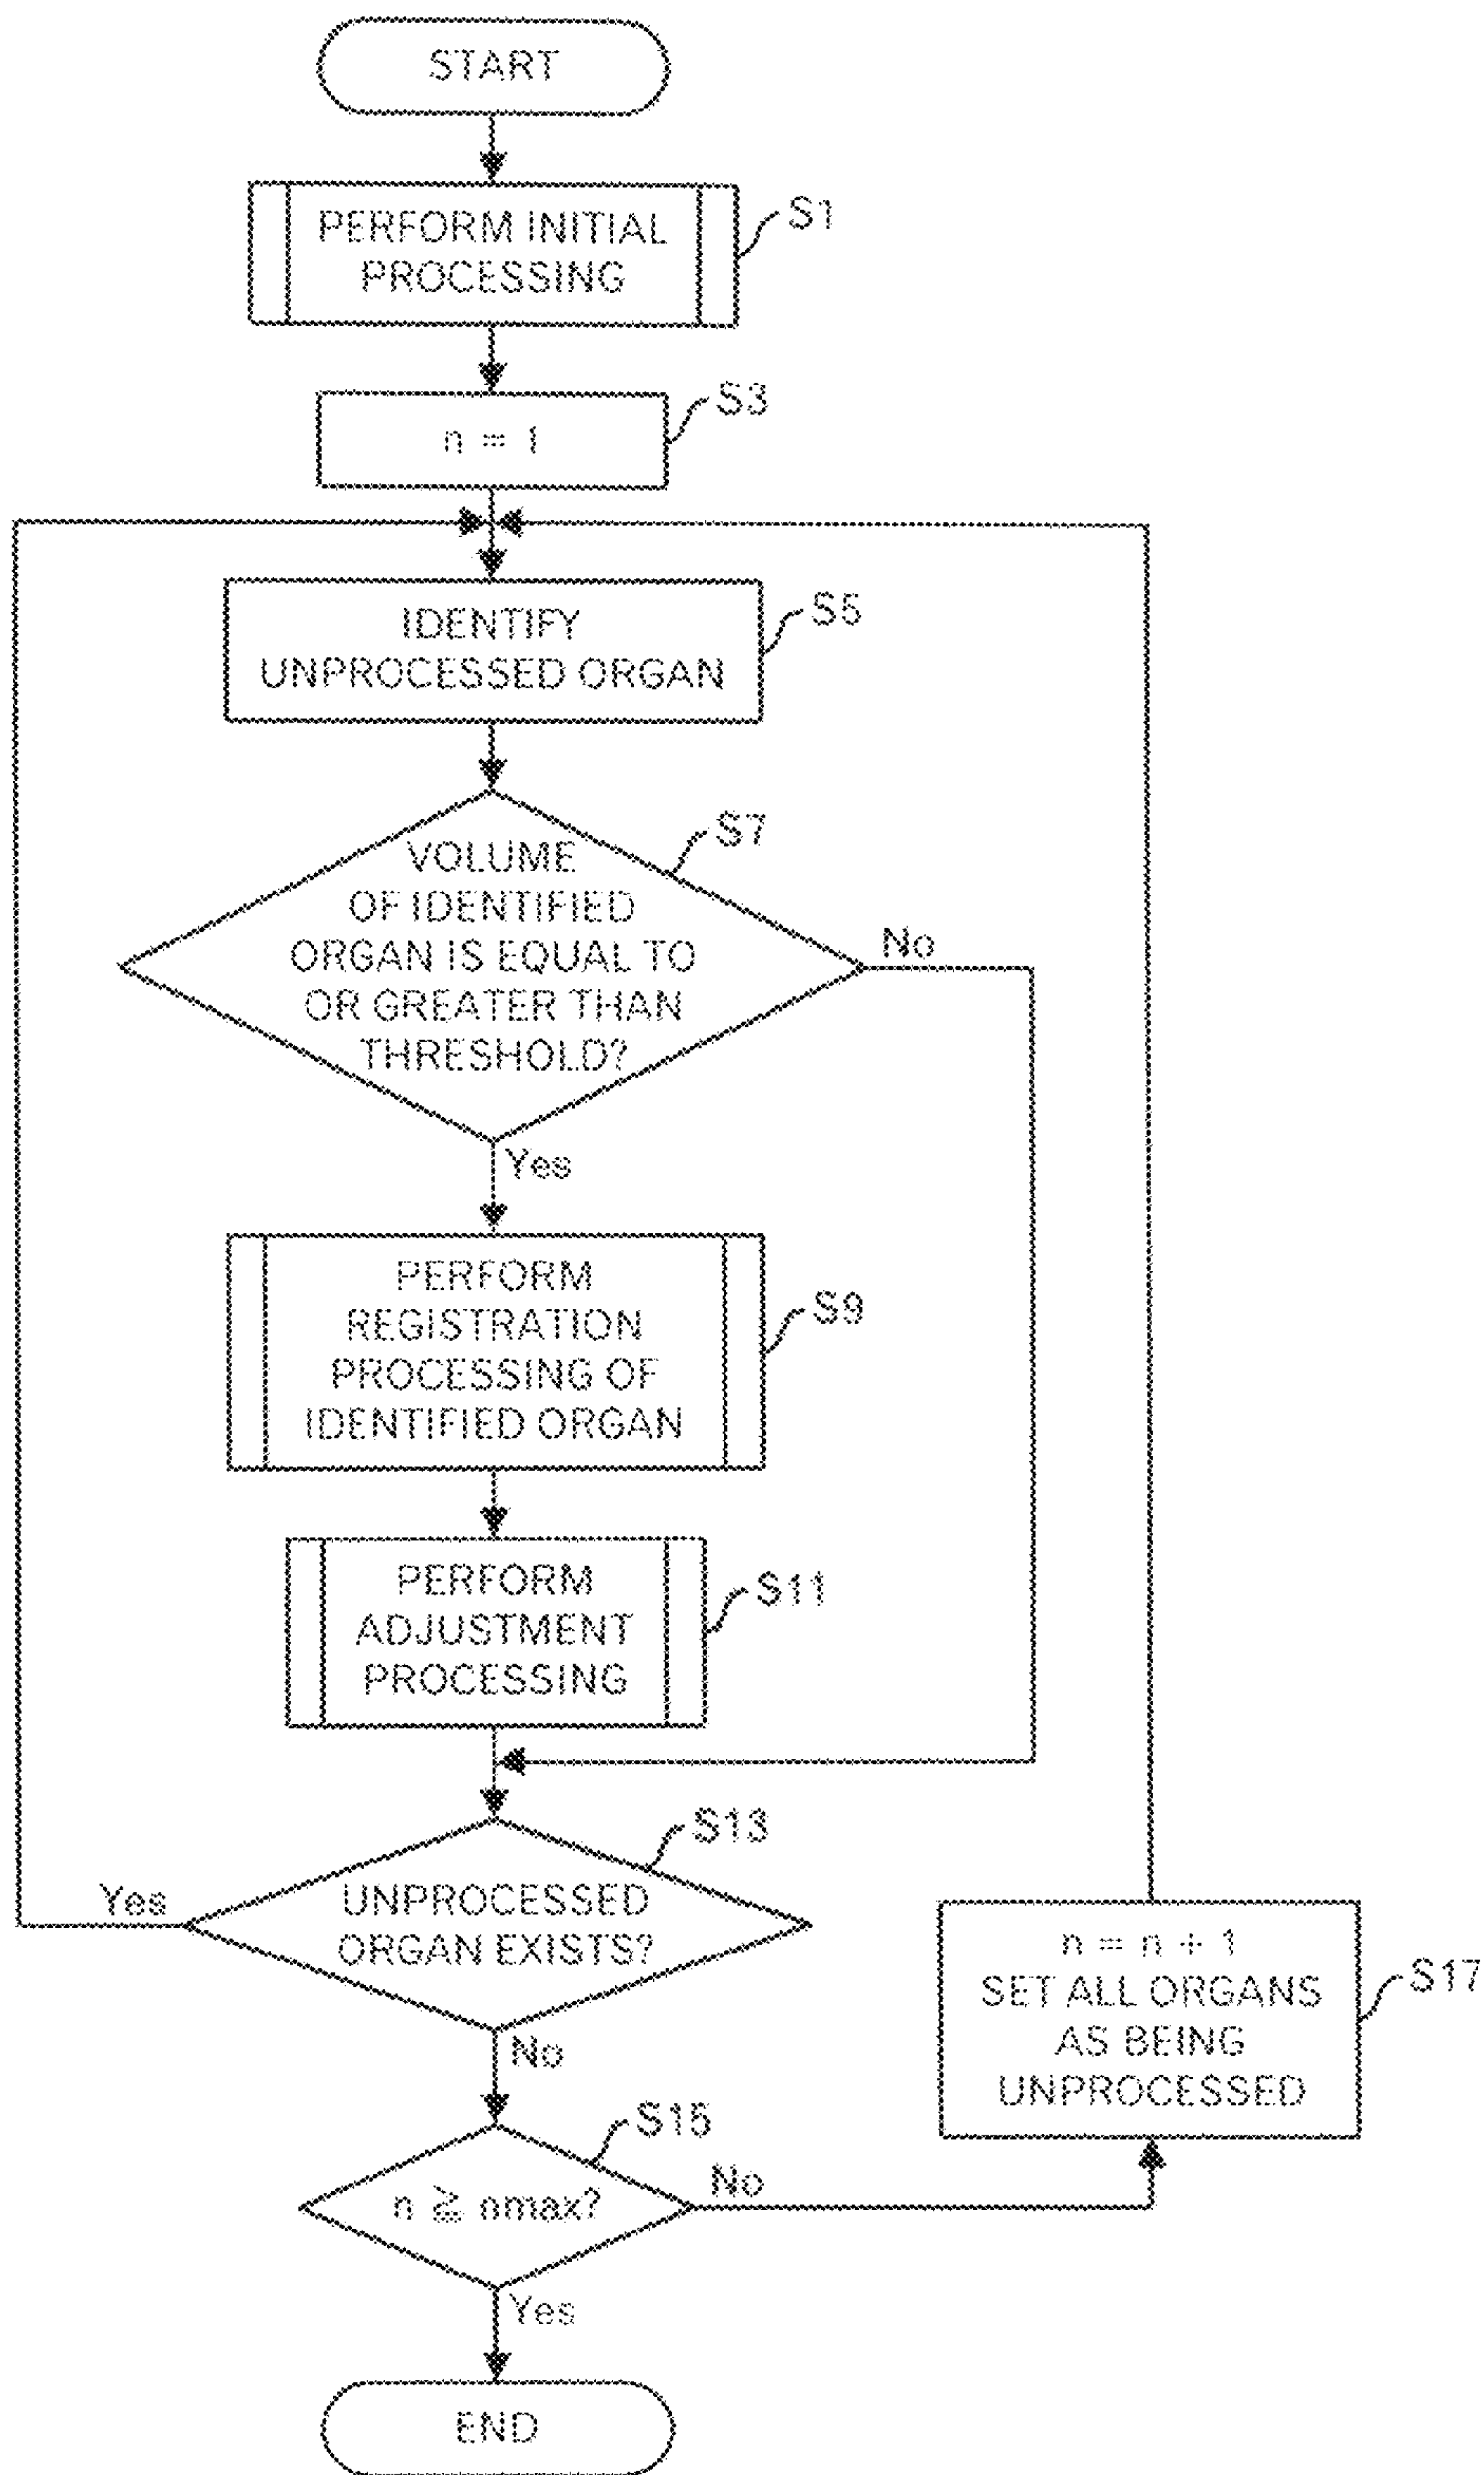 START
PERFORM INITIAL
PROCESSING
S1
n = 1
S3
IDENTIFY
UNPROCESSED ORGAN
S5
VOLUME
OF IDENTIFIED
ORGAN IS EQUAL TO
OR GREATER THAN
THRESHOLD?
S7
No
Yes
PERFORM
REGISTRATION
PROCESSING OF
IDENTIFIED ORGAN
S9
PERFORM
ADJUSTMENT
PROCESSING
S11
UNPROCESSED
ORGAN EXISTS?
S13
Yes
No
n ≧ nmax?
S15
No
Yes
n = n + 1
SET ALL ORGANS
AS BEING
UNPROCESSED
S17
END